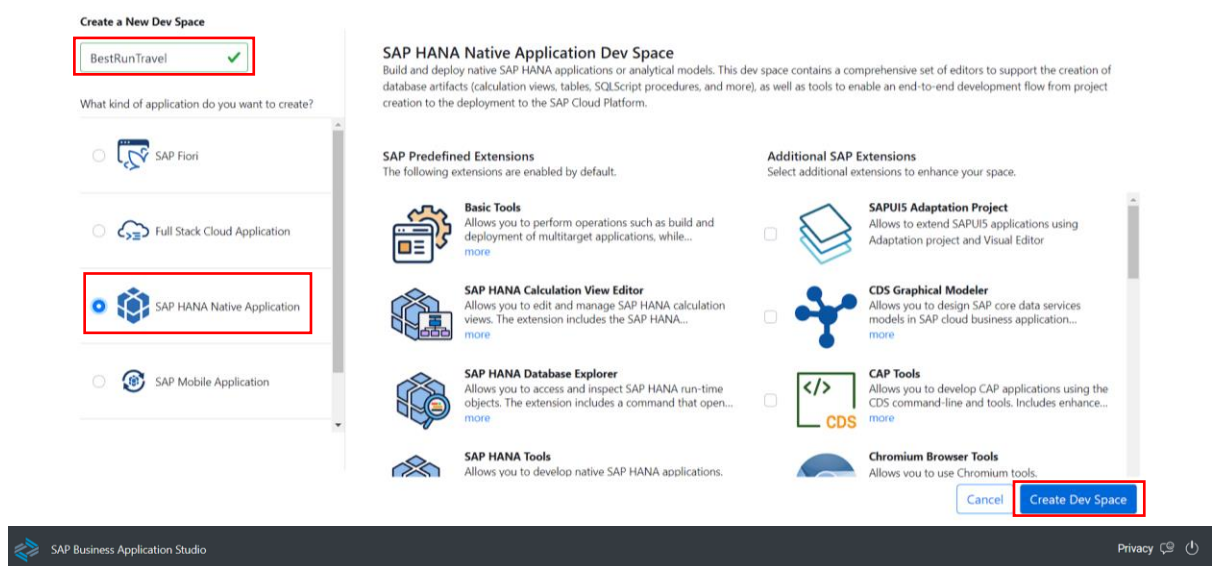 Create a New Dev Space
BestRunTravel
What kind of application do you want to create?
SAP Fiori
Full Stack Cloud Application
SAP HANA Native Application
SAP Mobile Application
SAP HANA Native Application Dev Space
Build and deploy native SAP HANA applications or analytical models. This dev space contains a comprehensive set of editors to support the creation of
database artifacts (calculation views, tables, SQLScript procedures, and more), as well as tools to enable an end-to-end development flow from project
creation to the deployment to the SAP Cloud Platform.
SAP Predefined Extensions
The following extensions are enabled by default.
Basic Tools
Allows you to perform operations such as build and
deployment of multitarget applications, while...
more
SAP HANA Calculation View Editor
Allows you to edit and manage SAP HANA calculation
views. The extension includes the SAP HANA...
more
SAP HANA Database Explorer
Allows you to access and inspect SAP HANA run-time
objects. The extension includes a command that open...
more
SAP HANA Tools
Allows you to develop native SAP HANA applications.
Additional SAP Extensions
Select additional extensions to enhance your space.
SAPUI5 Adaptation Project
Allows to extend SAPUI5 applications using
Adaptation project and Visual Editor
CDS Graphical Modeler
Allows you to design SAP core data services
models in SAP cloud business application...
more
</>
CDS
CAP Tools
Allows you to develop CAP applications using the
CDS command-line and tools. Includes enhance...
more
Chromium Browser Tools
Allows you to use Chromium tools.
Cancel
Create Dev Space
SAP Business Application Studio
Privacy